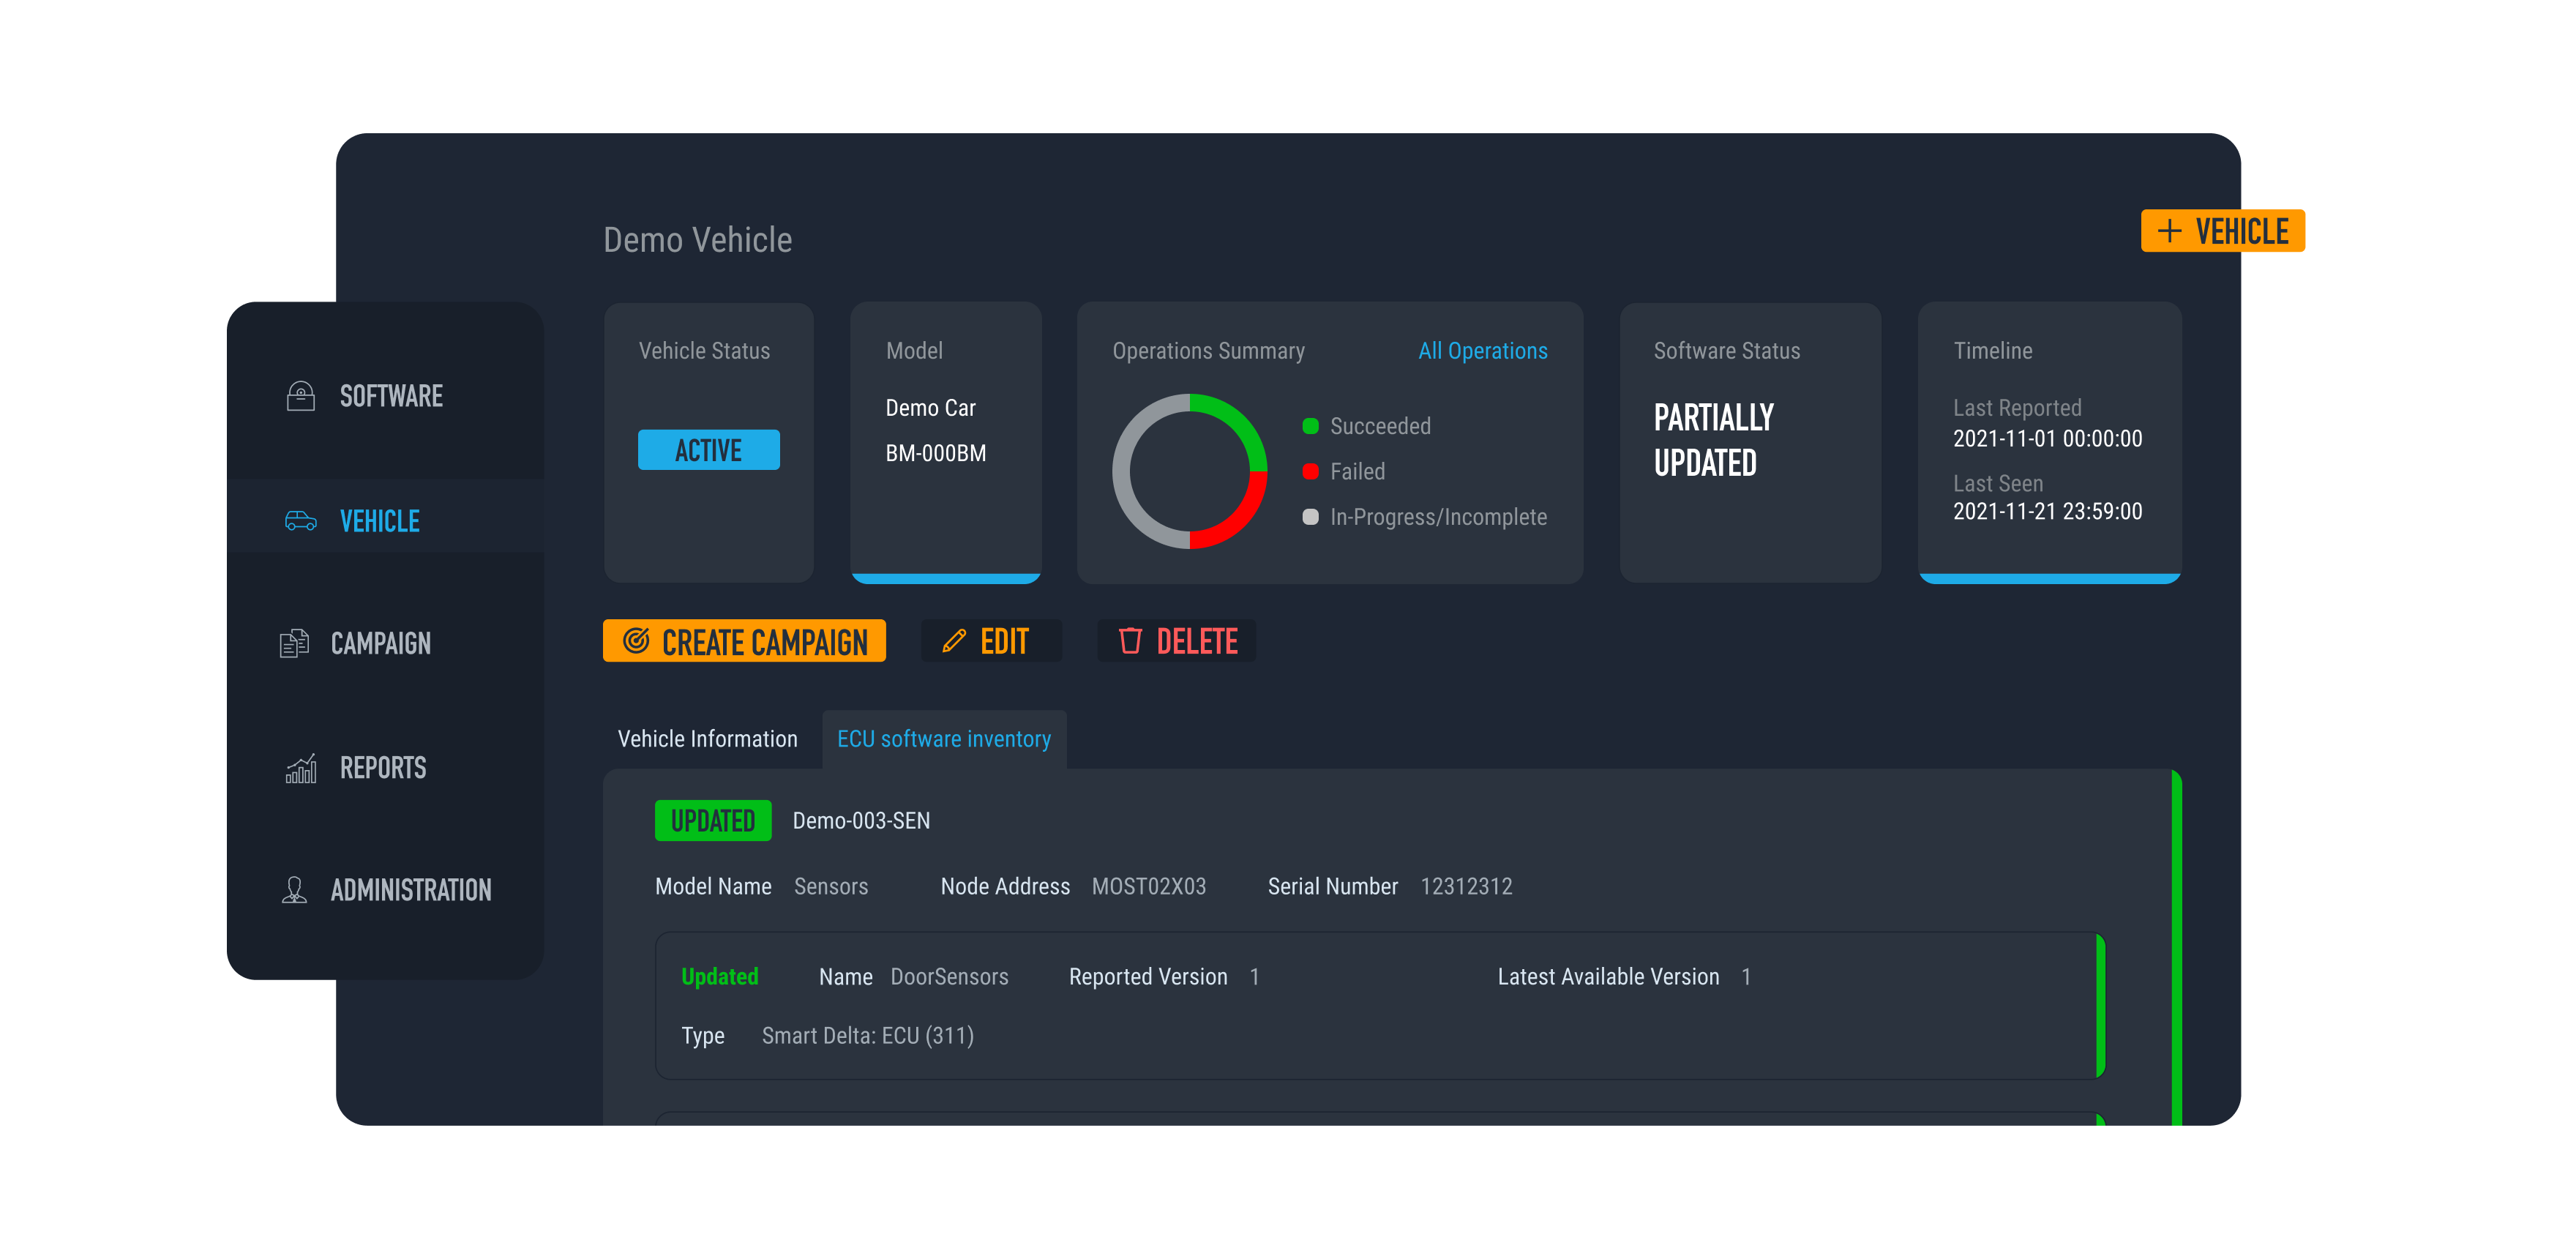 Demo Vehicle
+ VEHICLE
SOFTWARE
VEHICLE
CAMPAIGN
REPORTS
ADMINISTRATION
Vehicle Status
ACTIVE
Model
Demo Car
BM-000BM
Operations Summary All Operations
Succeeded
Failed
In-Progress/Incomplete
Software Status
PARTIALLY
UPDATED
Timeline
Last Reported
2021-11-01 00:00:00
Last Seen
2021-11-21 23:59:00
CREATE CAMPAIGN EDIT DELETE
Vehicle Information ECU software inventory
UPDATED Demo-003-SEN
Model Name Sensors Node Address MOST02X03 Serial Number 12312312
Updated Name DoorSensors Reported Version 1 Latest Available Version 1
Type Smart Delta: ECU (311)